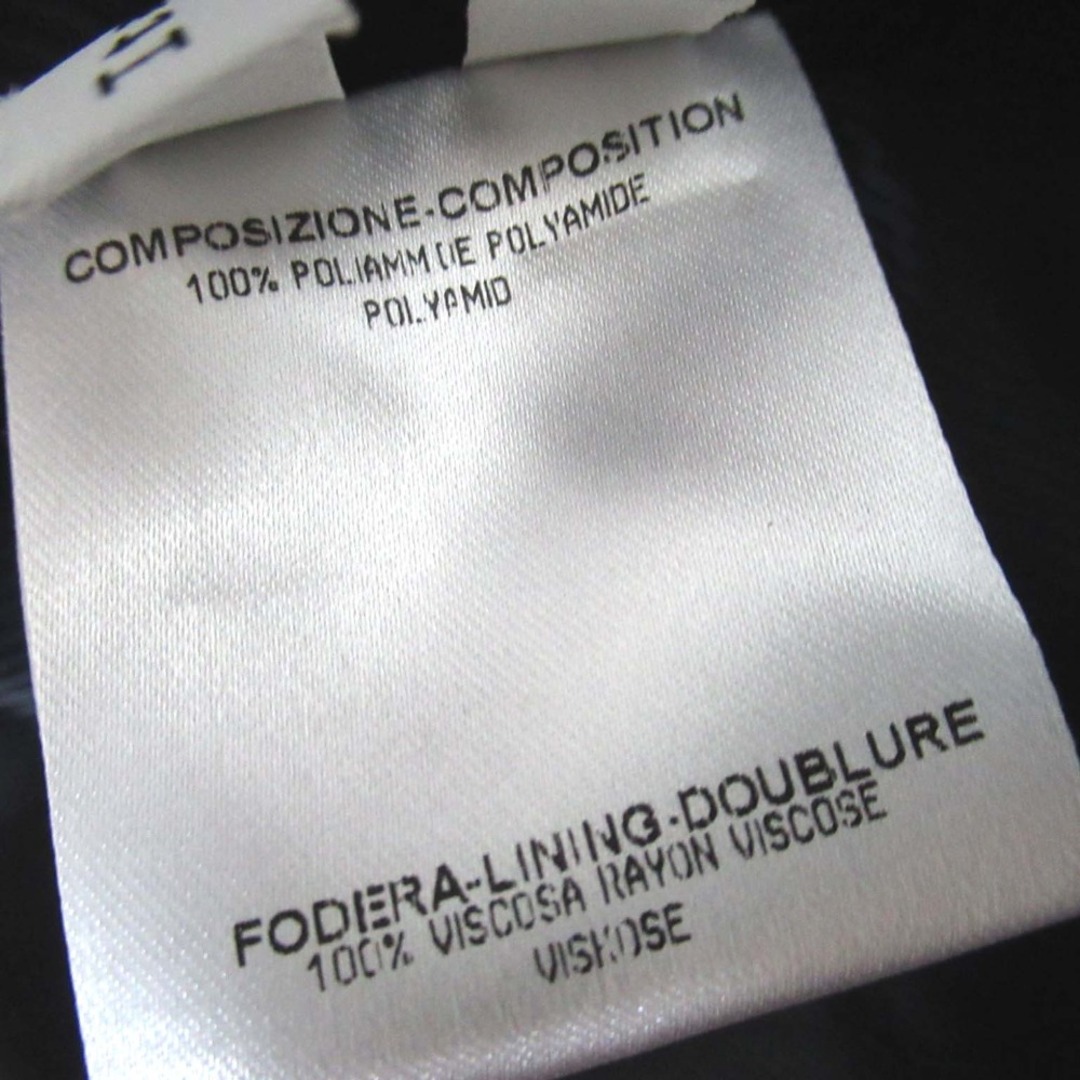 COMPOSIZIONE-COMPOSITION
100% POLIAMMIDE POLYAMIDE
POLYAMID
FODERA-LINING-DOUBLURE
100% VISCOSA RAYON VISCOSE
VISKOSE